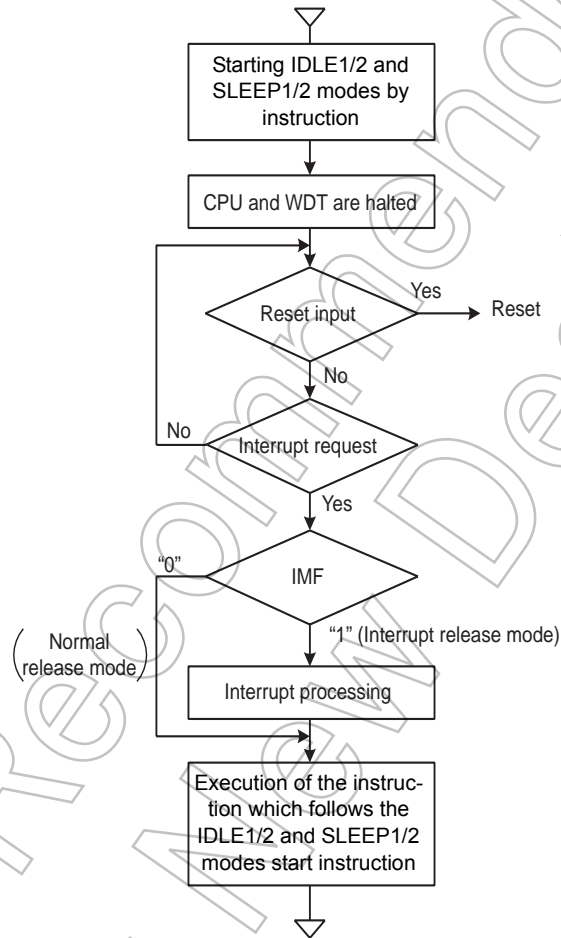 Starting IDLE1/2 and
SLEEP1/2 modes by
instruction
CPU and WDT are halted
Reset input
Yes
Reset
No
Interrupt request
No
Yes
IMF
“0”
“1” (Interrupt release mode)
Normal
release mode
Interrupt processing
Execution of the instruc-
tion which follows the
IDLE1/2 and SLEEP1/2
modes start instruction